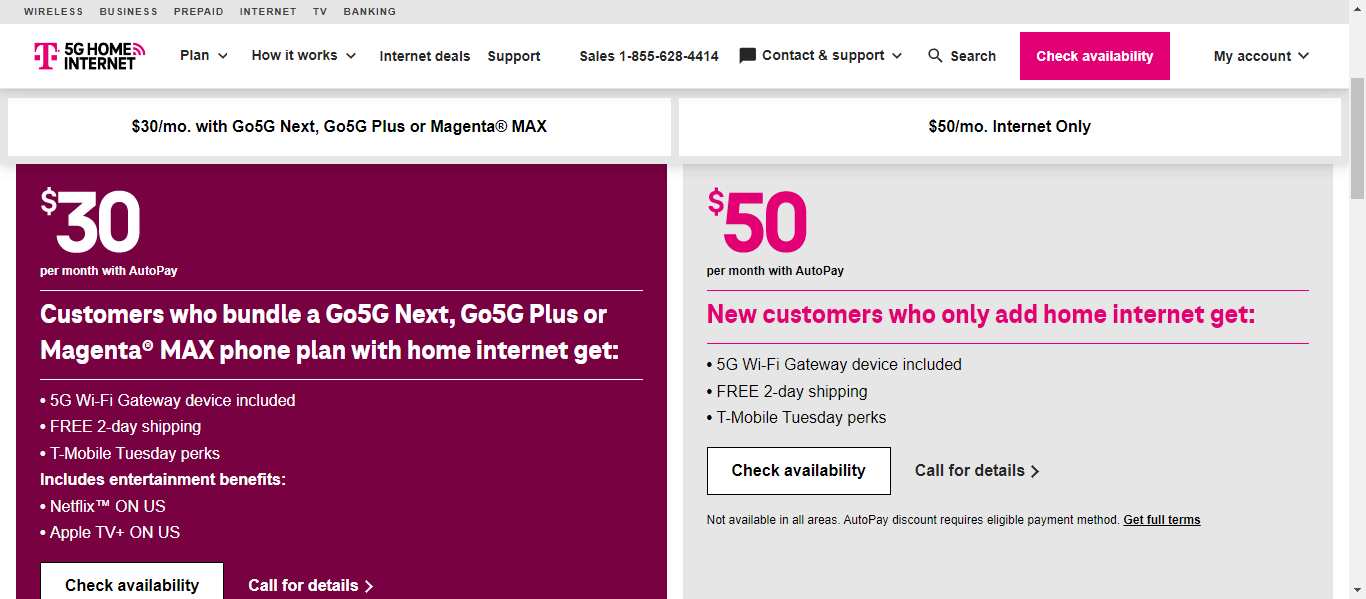 WIRELESS BUSINESS PREPAID INTERNET TV BANKING
T 5G HOME INTERNET
Plan How it works Internet deals Support Sales 1-855-628-4414 Contact & support Search Check availability My account
$30/mo. with Go5G Next, Go5G Plus or Magenta® MAX
$50/mo. Internet Only
$30
per month with AutoPay
Customers who bundle a Go5G Next, Go5G Plus or
Magenta® MAX phone plan with home internet get:
• 5G Wi-Fi Gateway device included
• FREE 2-day shipping
• T-Mobile Tuesday perks
Includes entertainment benefits:
• Netflix™ ON US
• Apple TV+ ON US
Check availability Call for details
$50
per month with AutoPay
New customers who only add home internet get:
• 5G Wi-Fi Gateway device included
• FREE 2-day shipping
• T-Mobile Tuesday perks
Check availability Call for details
Not available in all areas. AutoPay discount requires eligible payment method. Get full terms